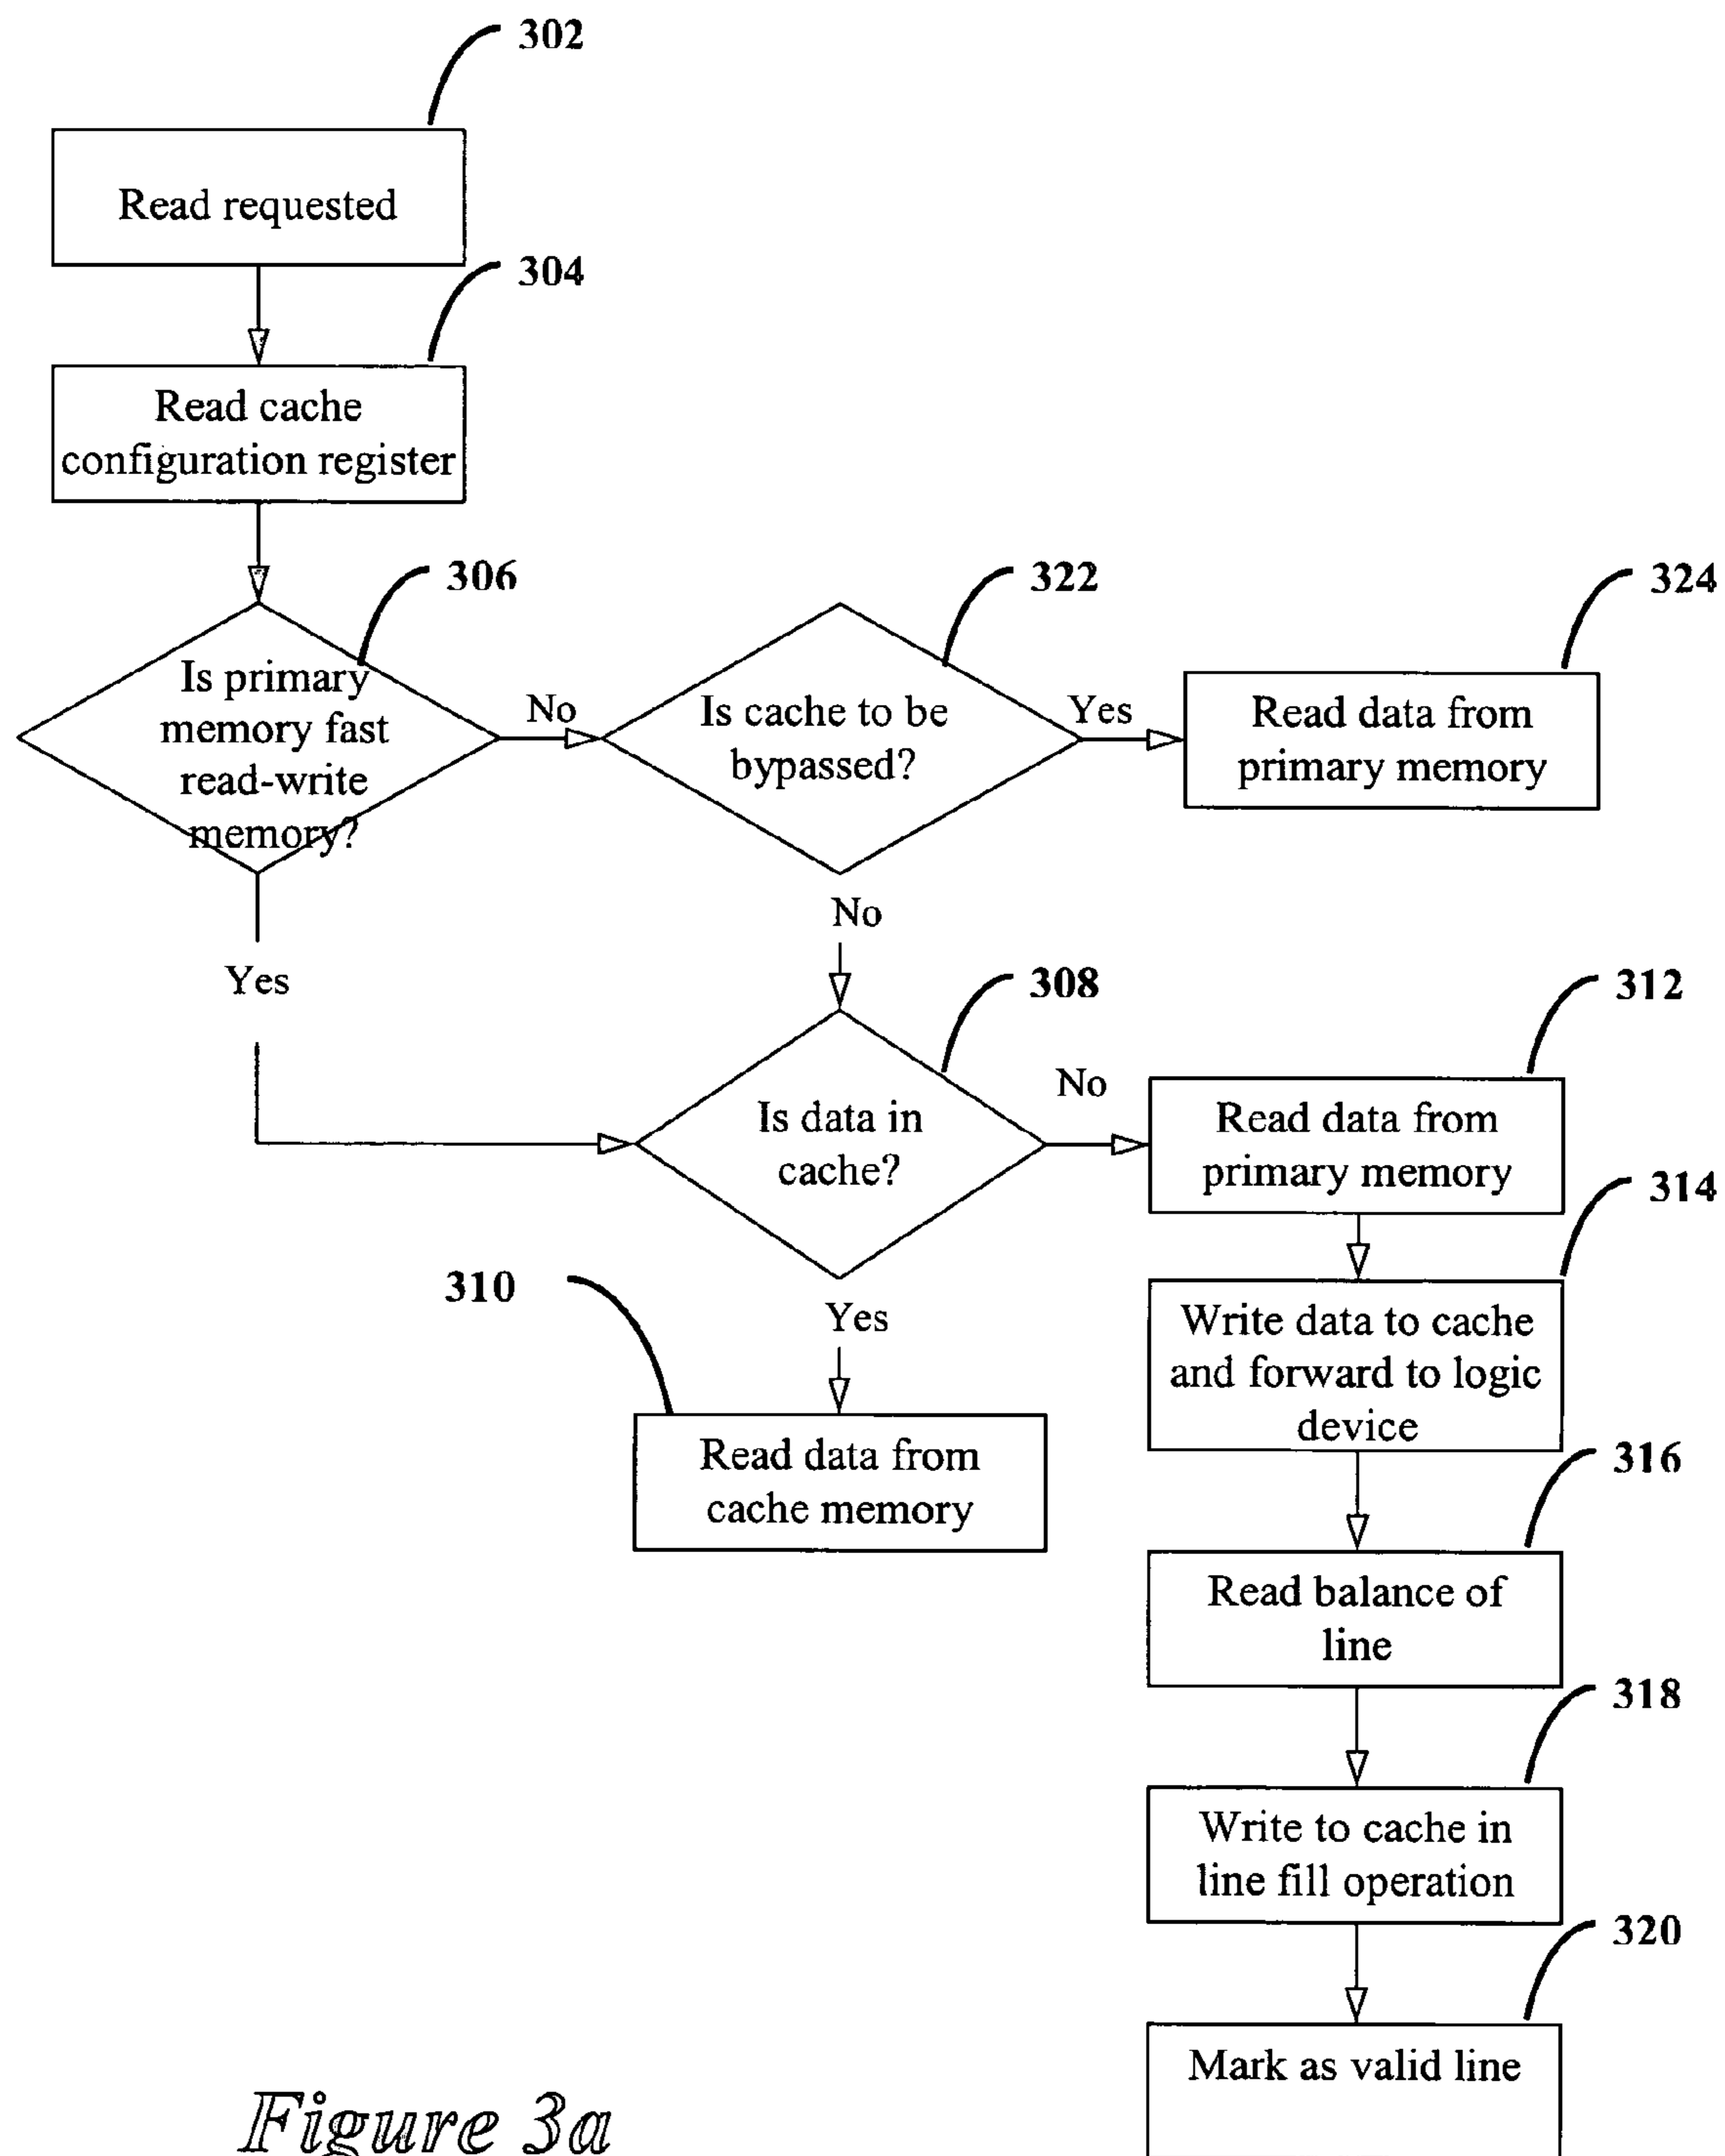 302
Read requested
304
Read cache
configuration register
306
Is primary
memory fast
read-write
memory?
No
322
Is cache to be
bypassed?
Yes
324
Read data from
primary memory
No
Yes
308
Is data in
cache?
No
312
Read data from
primary memory
314
Write data to cache
and forward to logic
device
310
Yes
Read data from
cache memory
316
Read balance of
line
318
Write to cache in
line fill operation
320
Mark as valid line
Figure 3a